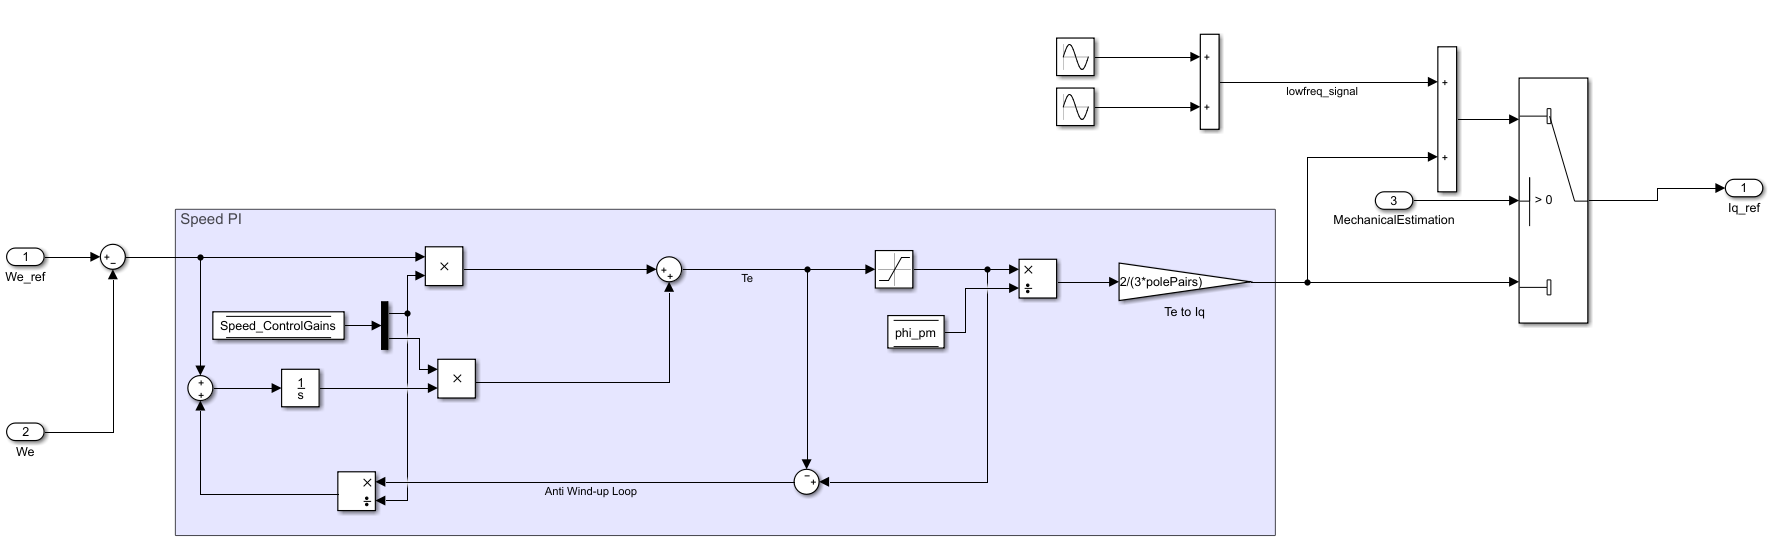 +
+
lowfreq_signal
+
+
3
MechanicalEstimation
> 0
1
Iq_ref
Speed PI
1
We_ref
+
−
×
+
+
Te
×
÷
2/(3*polePairs)
Te to Iq
Speed_ControlGains
phi_pm
×
+
+
1
s
2
We
×
÷
Anti Wind-up Loop
−
+